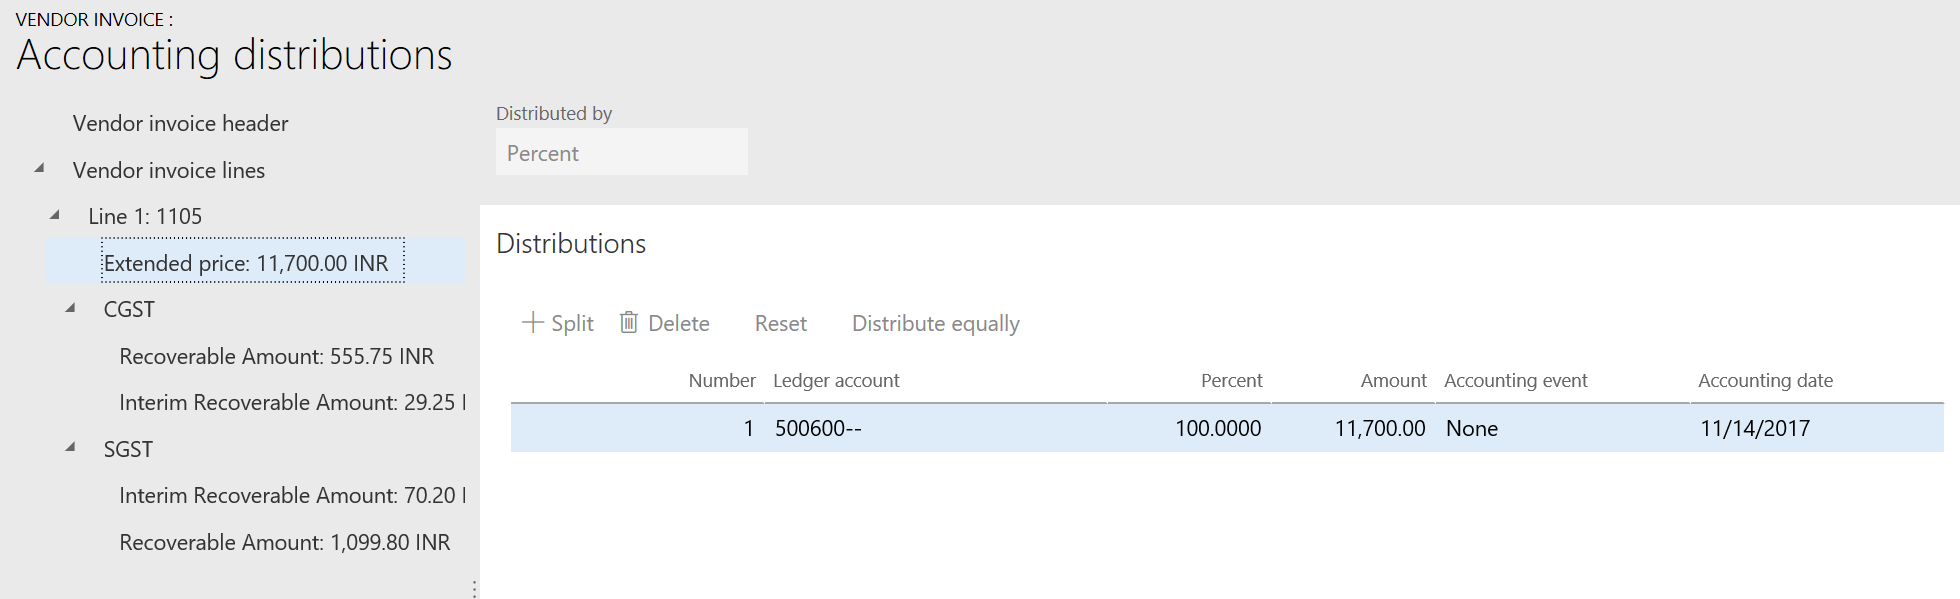 VENDOR INVOICE :
Accounting distributions
Vendor invoice header
Vendor invoice lines
Line 1: 1105
Extended price: 11,700.00 INR
CGST
Recoverable Amount: 555.75 INR
Interim Recoverable Amount: 29.25 I
SGST
Interim Recoverable Amount: 70.20 I
Recoverable Amount: 1,099.80 INR
Distributed by
Percent
Distributions
Split Delete Reset Distribute equally
Number Ledger account Percent Amount Accounting event Accounting date
1 500600-- 100.0000 11,700.00 None 11/14/2017